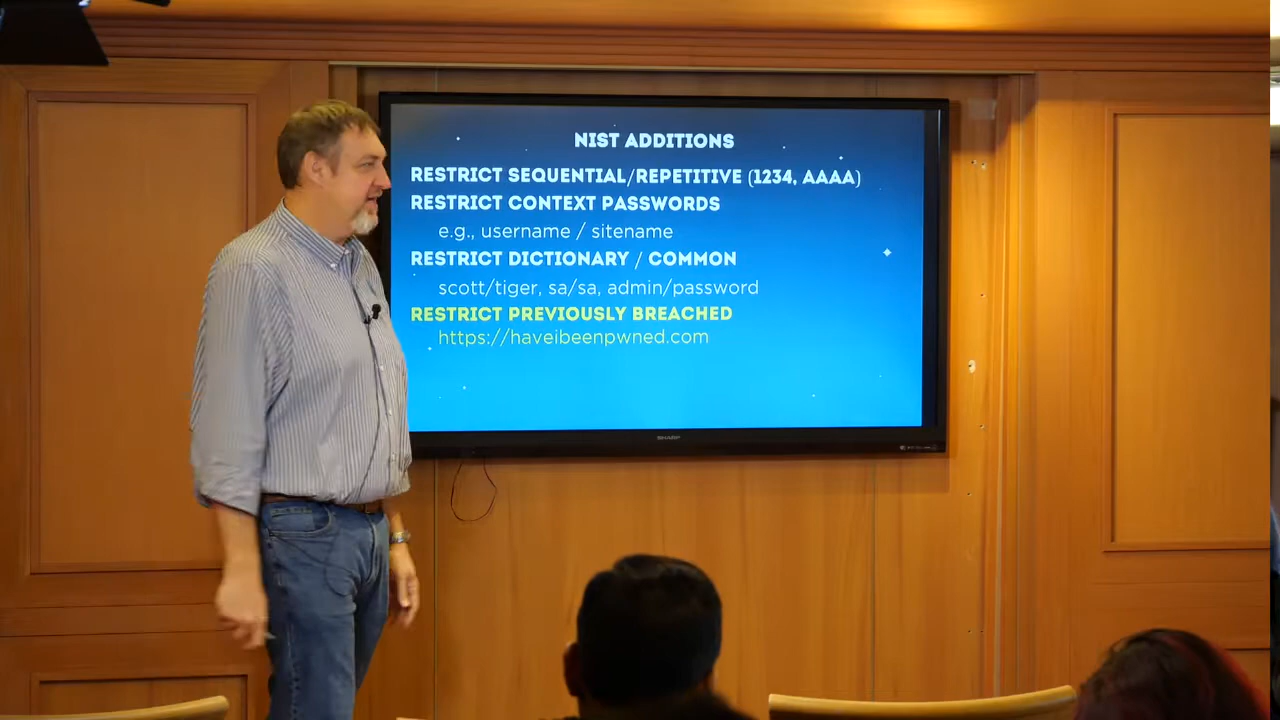 NIST ADDITIONS
RESTRICT SEQUENTIAL/REPETITIVE (1234, AAAA)
RESTRICT CONTEXT PASSWORDS
e.g., username / sitename
RESTRICT DICTIONARY / COMMON
scott/tiger, sa/sa, admin/password
RESTRICT PREVIOUSLY BREACHED
https://haveibeenpwned.com
SHARP